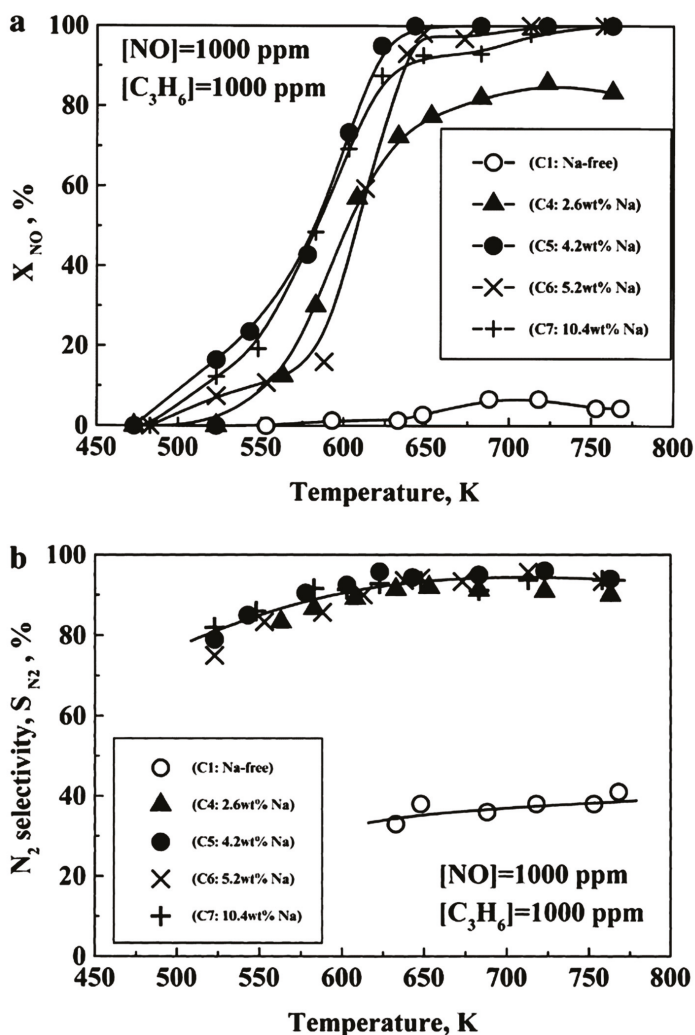 a
[NO]=1000 ppm
[C₃H₆]=1000 ppm
X_NO, %
100
80
60
40
20
0
(C1: Na-free)
(C4: 2.6wt% Na)
(C5: 4.2wt% Na)
(C6: 5.2wt% Na)
(C7: 10.4wt% Na)
450 500 550 600 650 700 750 800
Temperature, K
b
N₂ selectivity, S_N2, %
100
80
60
40
20
0
(C1: Na-free)
(C4: 2.6wt% Na)
(C5: 4.2wt% Na)
(C6: 5.2wt% Na)
(C7: 10.4wt% Na)
[NO]=1000 ppm
[C₃H₆]=1000 ppm
450 500 550 600 650 700 750 800
Temperature, K